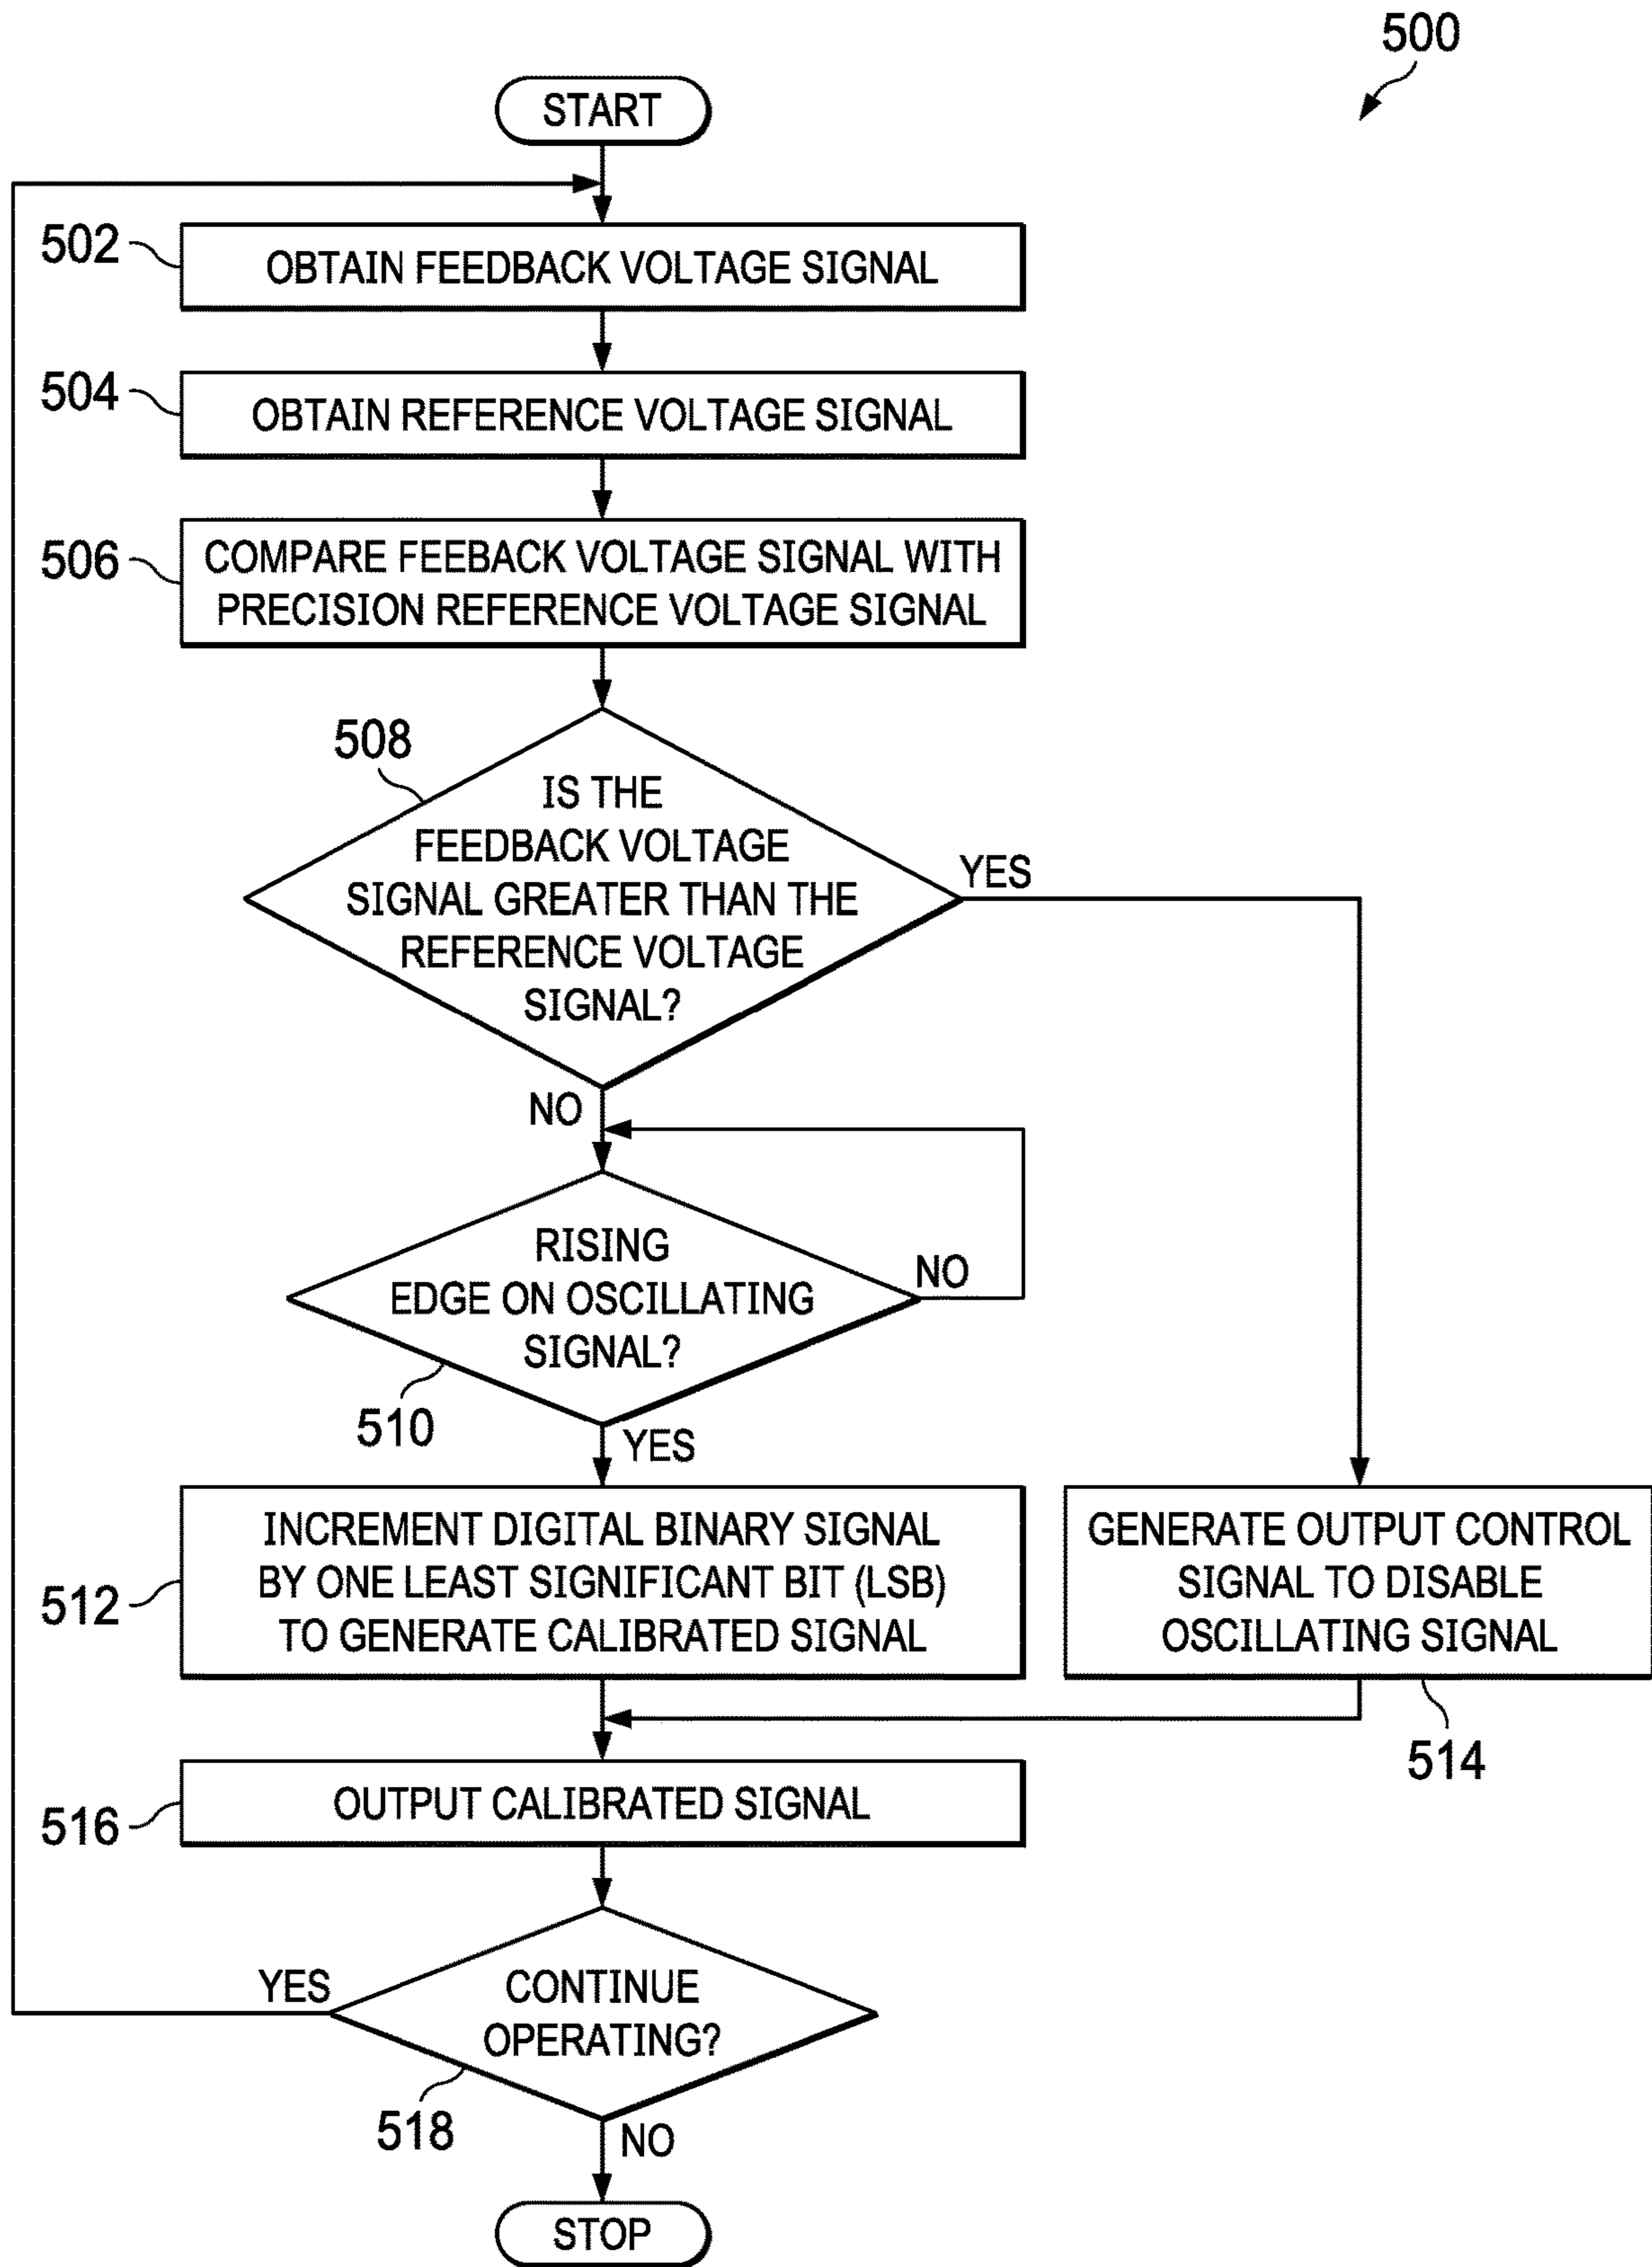 500
START
502
OBTAIN FEEDBACK VOLTAGE SIGNAL
504
OBTAIN REFERENCE VOLTAGE SIGNAL
506
COMPARE FEEBACK VOLTAGE SIGNAL WITH
PRECISION REFERENCE VOLTAGE SIGNAL
508
IS THE
FEEDBACK VOLTAGE
SIGNAL GREATER THAN THE
REFERENCE VOLTAGE
SIGNAL?
YES
NO
RISING
EDGE ON OSCILLATING
SIGNAL?
NO
510
YES
512
INCREMENT DIGITAL BINARY SIGNAL
BY ONE LEAST SIGNIFICANT BIT (LSB)
TO GENERATE CALIBRATED SIGNAL
GENERATE OUTPUT CONTROL
SIGNAL TO DISABLE
OSCILLATING SIGNAL
514
516
OUTPUT CALIBRATED SIGNAL
YES
CONTINUE
OPERATING?
518
NO
STOP